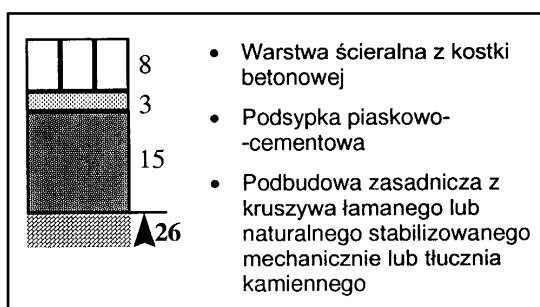 8
3
15
26
• Warstwa ścieralna z kostki
betonowej
• Podsypka piaskowo-
-cementowa
• Podbudowa zasadnicza z
kruszywa łamanego lub
naturalnego stabilizowanego
mechanicznie lub tłucznia
kamiennego